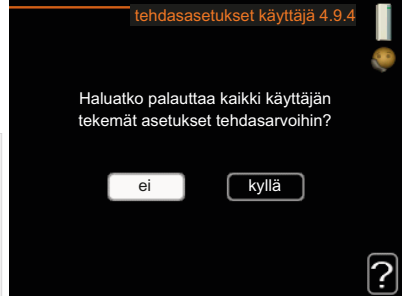 tehdasasetukset käyttäjä 4.9.4
Haluatko palauttaa kaikki käyttäjän
tekemät asetukset tehdasarvoihin?
ei
kyllä
?